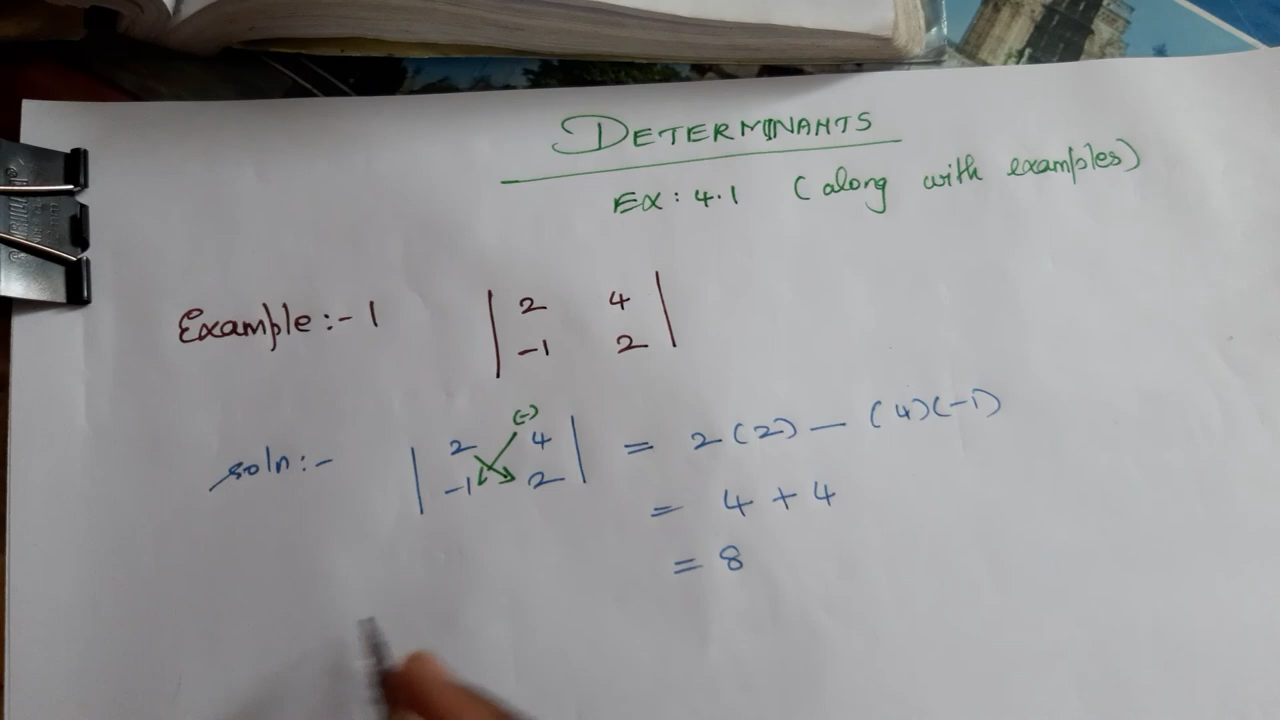 DETERMINANTS
EX: 4.1 (along with examples)
Example:- 1 | 2 4 |
| -1 2 |
soln:- | 2 (-) 4 | = 2(2) — (4)(-1)
| -1 2 |
= 4 + 4
= 8